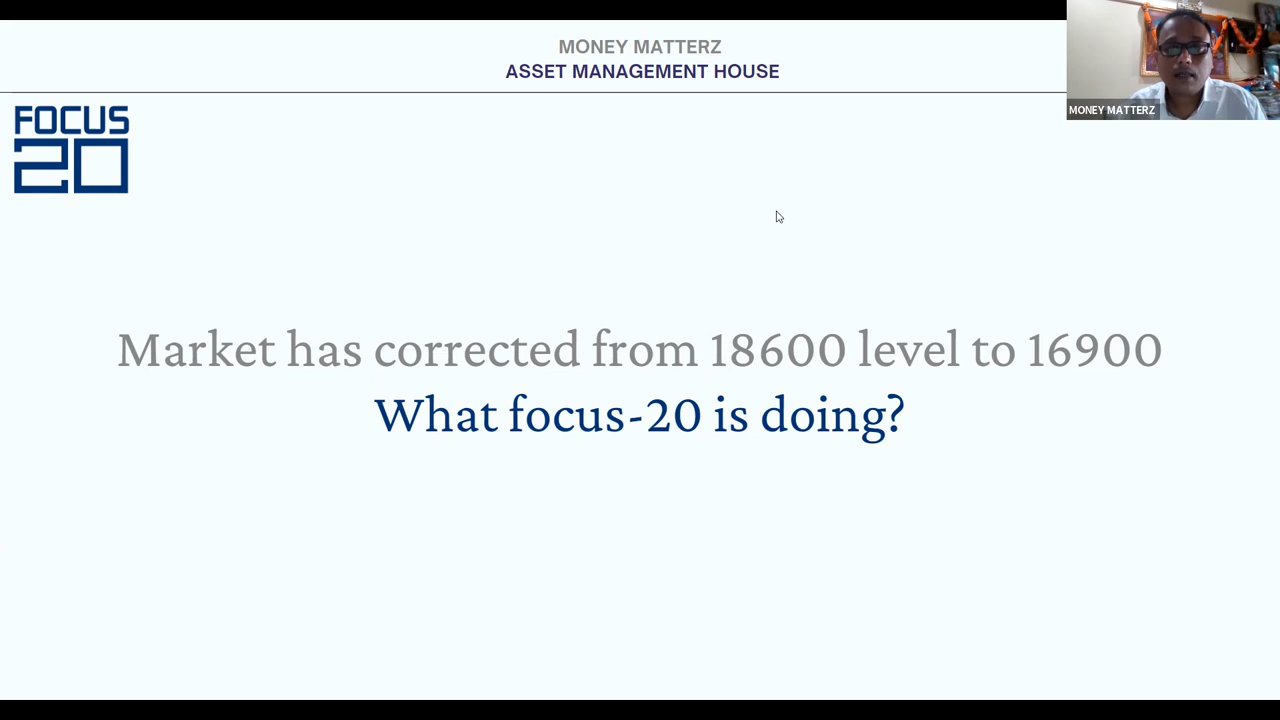 MONEY MATTERZ
ASSET MANAGEMENT HOUSE
MONEY MATTERZ
FOCUS
20
Market has corrected from 18600 level to 16900
What focus-20 is doing?